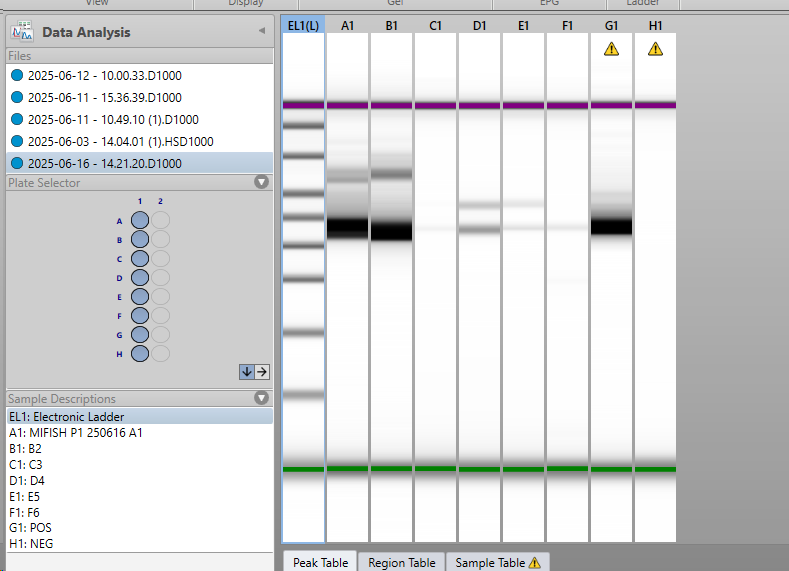 View Display Gel EPG Ladder
Data Analysis
Files
2025-06-12 - 10.00.33.D1000
2025-06-11 - 15.36.39.D1000
2025-06-11 - 10.49.10 (1).D1000
2025-06-03 - 14.04.01 (1).HSD1000
2025-06-16 - 14.21.20.D1000
Plate Selector
1 2
A
B
C
D
E
F
G
H
Sample Descriptions
EL1: Electronic Ladder
A1: MIFISH P1 250616 A1
B1: B2
C1: C3
D1: D4
E1: E5
F1: F6
G1: POS
H1: NEG
EL1(L) A1 B1 C1 D1 E1 F1 G1 H1
Peak Table Region Table Sample Table